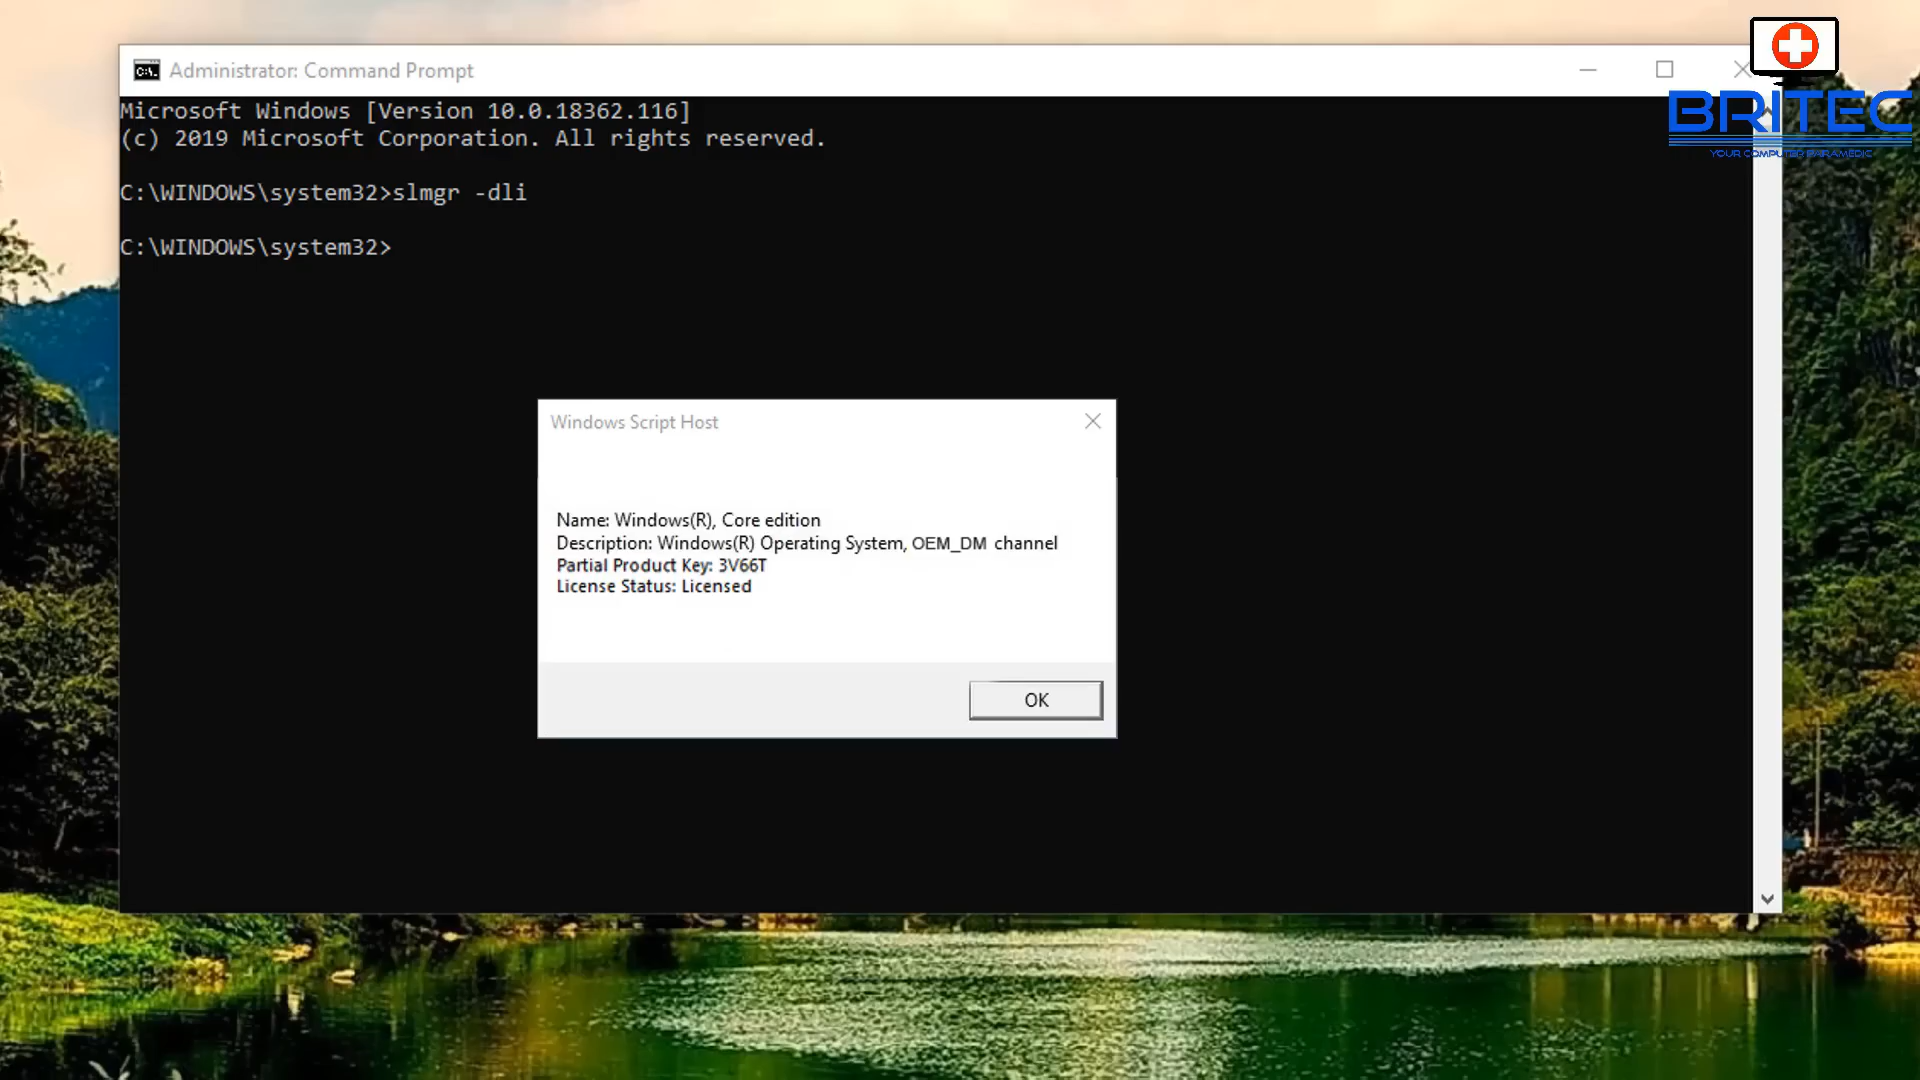 Administrator: Command Prompt
Microsoft Windows [Version 10.0.18362.116]
(c) 2019 Microsoft Corporation. All rights reserved.
C:\WINDOWS\system32>slmgr -dli
C:\WINDOWS\system32>
Windows Script Host
Name: Windows(R), Core edition
Description: Windows(R) Operating System, OEM_DM channel
Partial Product Key: 3V66T
License Status: Licensed
OK
BRITEC
YOUR COMPUTER PARAMEDIC